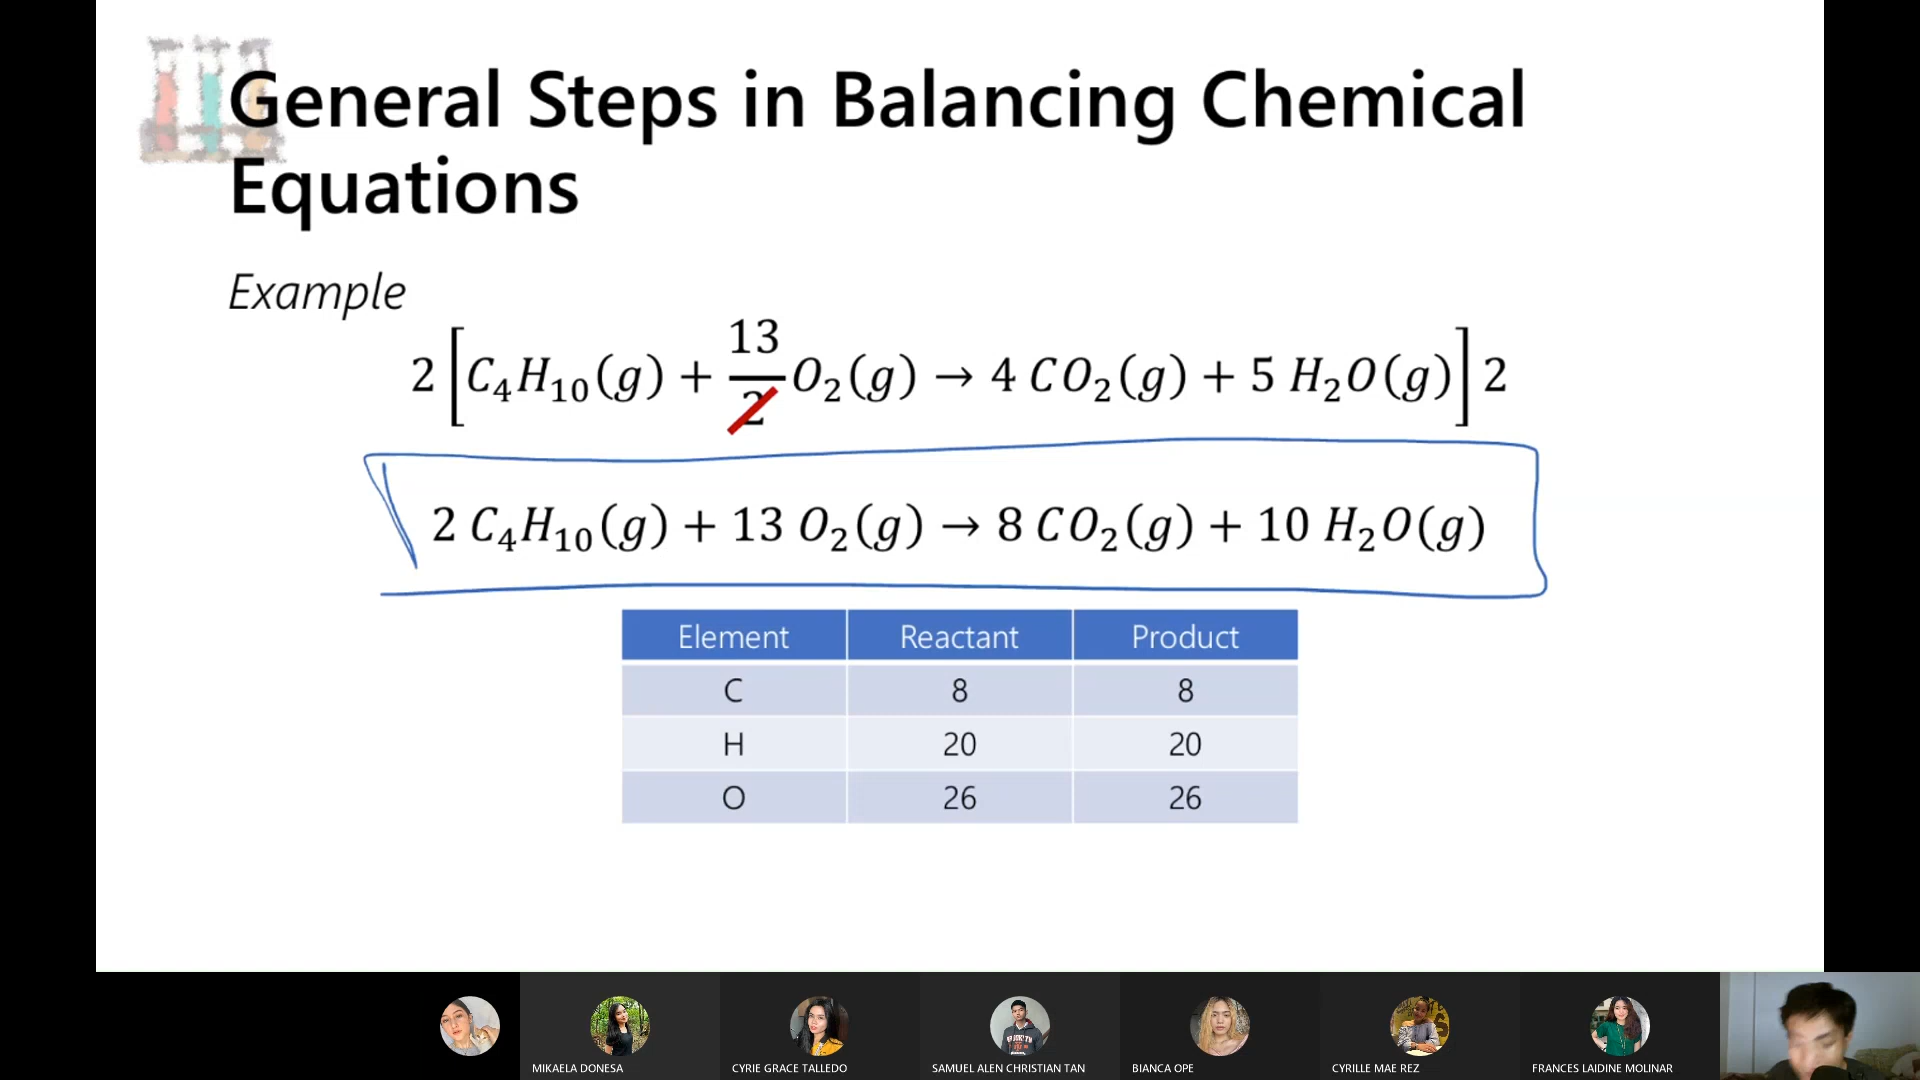 General Steps in Balancing Chemical
Equations
Example
2 [C₄H₁₀(g) + 13/2 O₂(g) → 4 CO₂(g) + 5 H₂O(g)] 2
2 C₄H₁₀(g) + 13 O₂(g) → 8 CO₂(g) + 10 H₂O(g)
Element Reactant Product
C 8 8
H 20 20
O 26 26
MIKAELA DONESA CYRIE GRACE TALLEDO SAMUEL ALEN CHRISTIAN TAN BIANCA OPE CYRILLE MAE REZ FRANCES LAIDINE MOLINAR